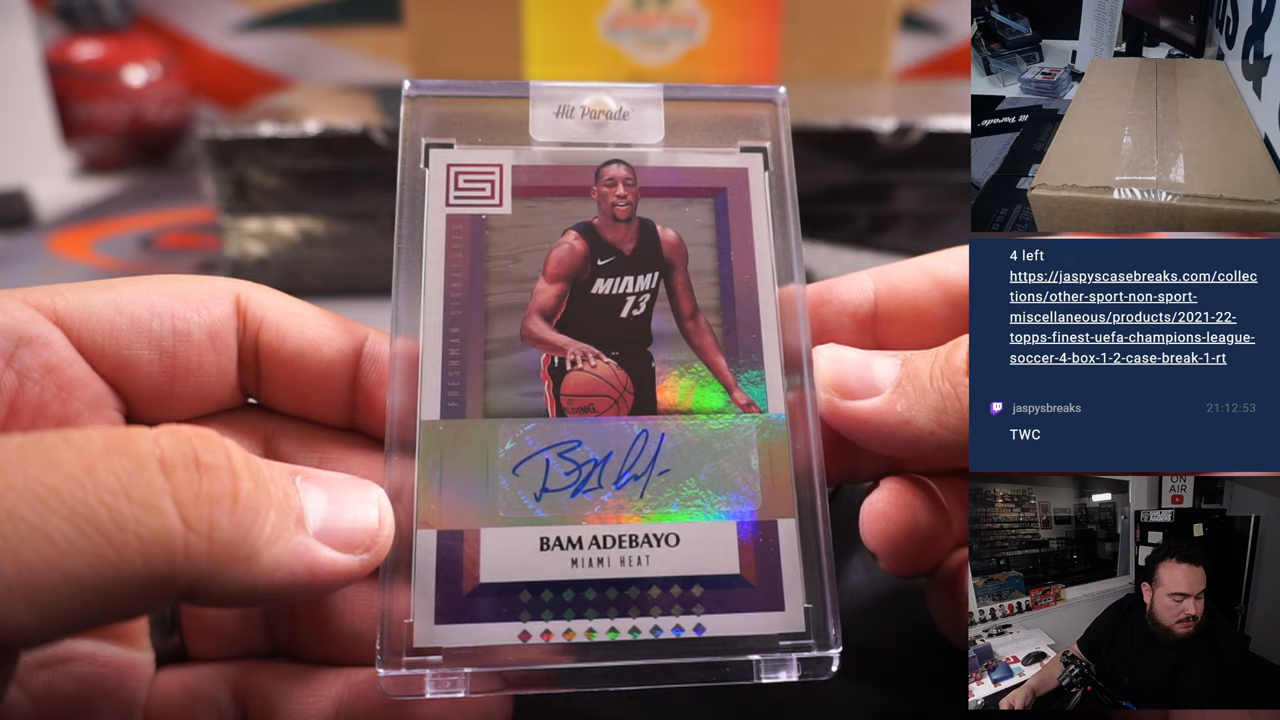 Hit Parade
FRESHMAN SIGNATURES
MIAMI
13
BAM ADEBAYO
MIAMI HEAT
Hit Parade
4 left
https://jaspyscasebreaks.com/collec
tions/other-sport-non-sport-
miscellaneous/products/2021-22-
topps-finest-uefa-champions-league-
soccer-4-box-1-2-case-break-1-rt
jaspysbreaks
21:12:53
TWC
ON
AIR